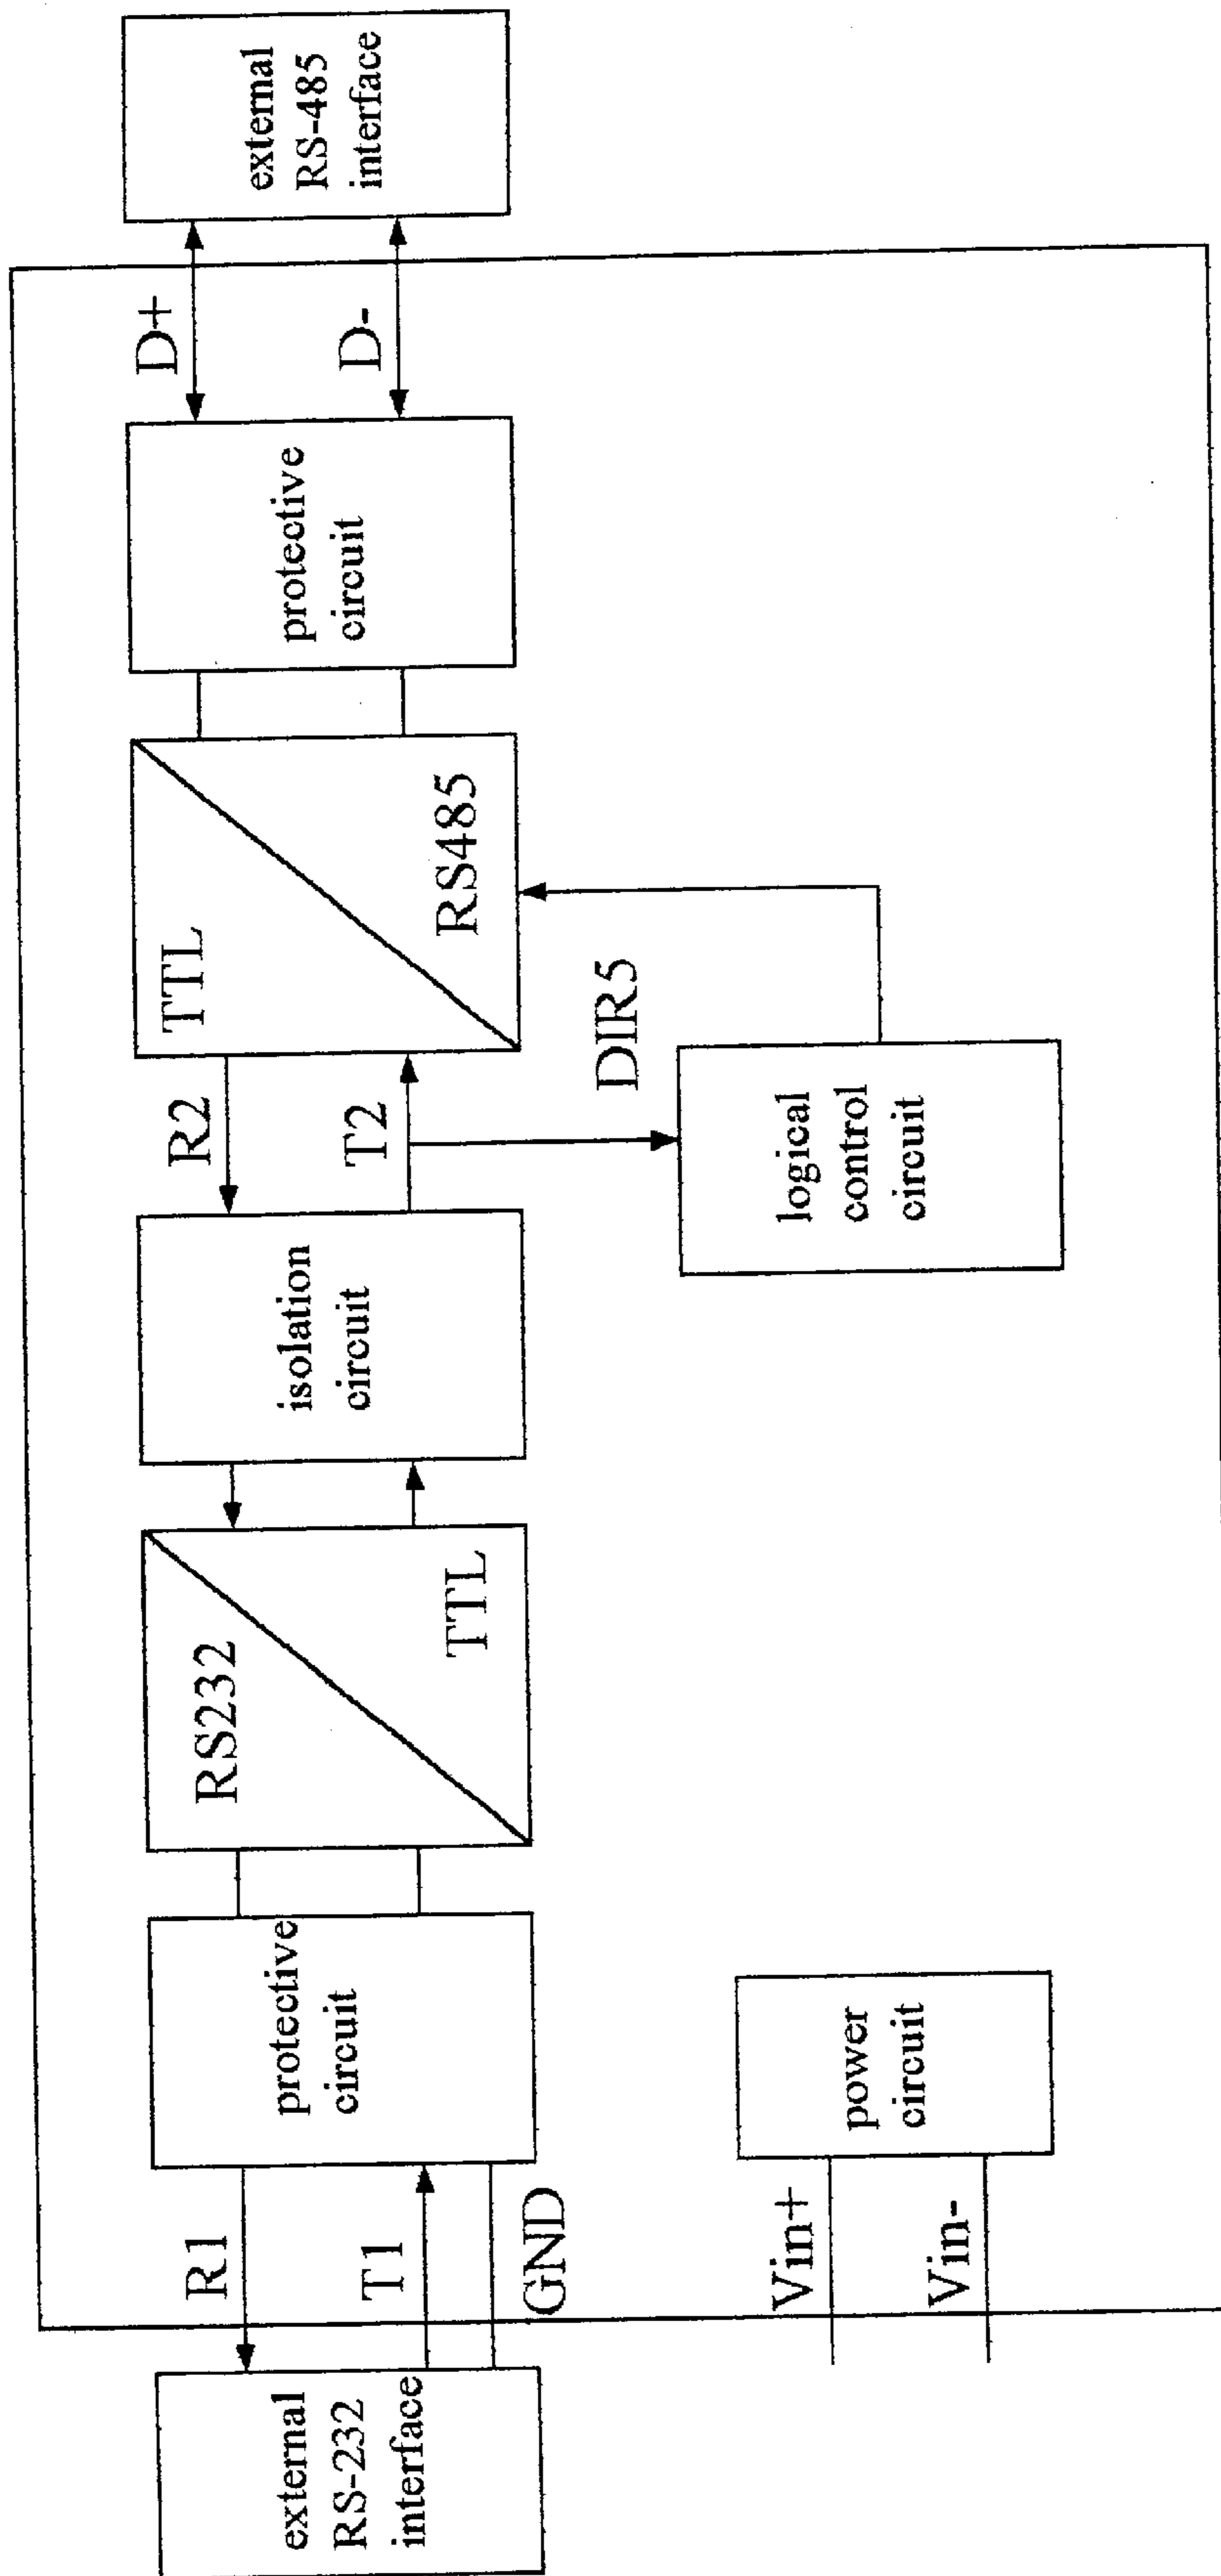 external
RS-232
interface
R1
T1
GND
protective
circuit
RS232
TTL
isolation
circuit
R2
T2
TTL
RS485
protective
circuit
D+
D-
external
RS-485
interface
DIR5
logical
control
circuit
Vin+
Vin-
power
circuit